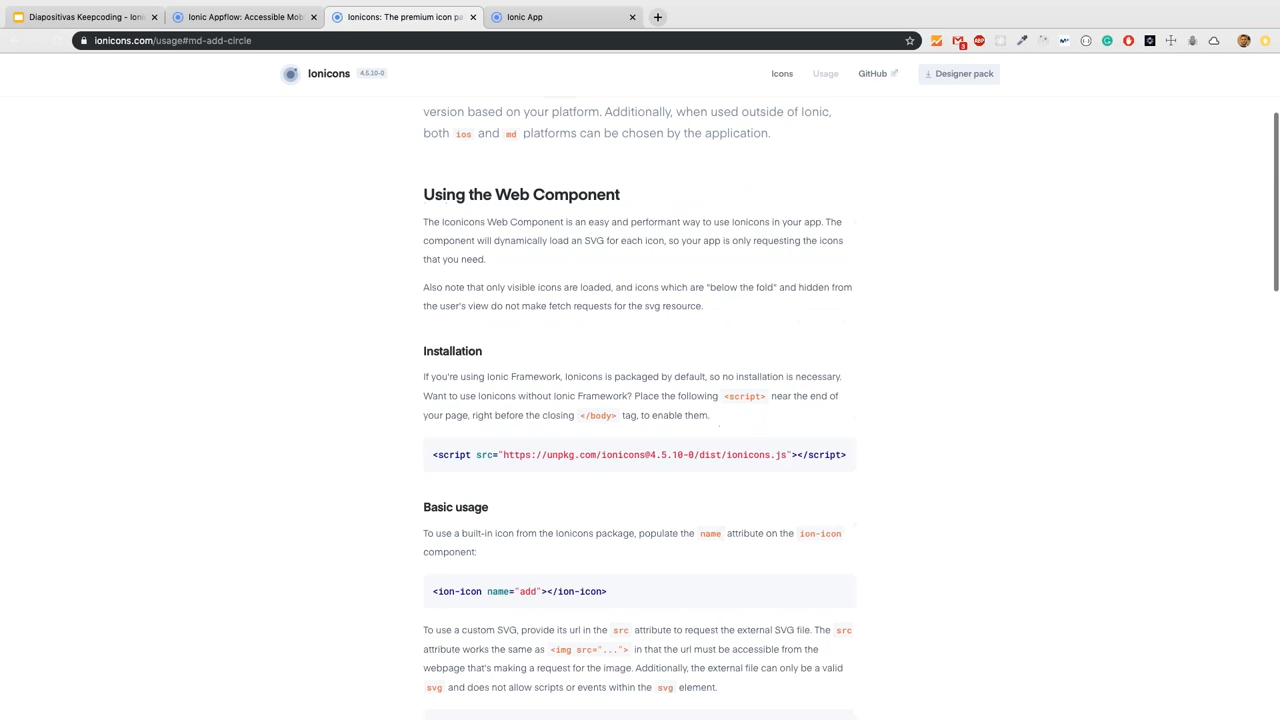 Diapositivas Keepcoding - Ioni
Ionic Appflow: Accessible Mob
Ionicons: The premium icon pa
Ionic App
ionicons.com/usage#md-add-circle
3
ABP
Ionicons
4.5.10-0
Icons
Usage
GitHub
Designer pack
version based on your platform. Additionally, when used outside of Ionic,
both ios and md platforms can be chosen by the application.
Using the Web Component
The Iconicons Web Component is an easy and performant way to use Ionicons in your app. The
component will dynamically load an SVG for each icon, so your app is only requesting the icons
that you need.
Also note that only visible icons are loaded, and icons which are "below the fold" and hidden from
the user's view do not make fetch requests for the svg resource.
Installation
If you're using Ionic Framework, Ionicons is packaged by default, so no installation is necessary.
Want to use Ionicons without Ionic Framework? Place the following <script> near the end of
your page, right before the closing </body> tag, to enable them.
<script src="https://unpkg.com/ionicons@4.5.10-0/dist/ionicons.js"></script>
Basic usage
To use a built-in icon from the Ionicons package, populate the name attribute on the ion-icon
component:
<ion-icon name="add"></ion-icon>
To use a custom SVG, provide its url in the src attribute to request the external SVG file. The src
attribute works the same as <img src="..."> in that the url must be accessible from the
webpage that's making a request for the image. Additionally, the external file can only be a valid
svg and does not allow scripts or events within the svg element.